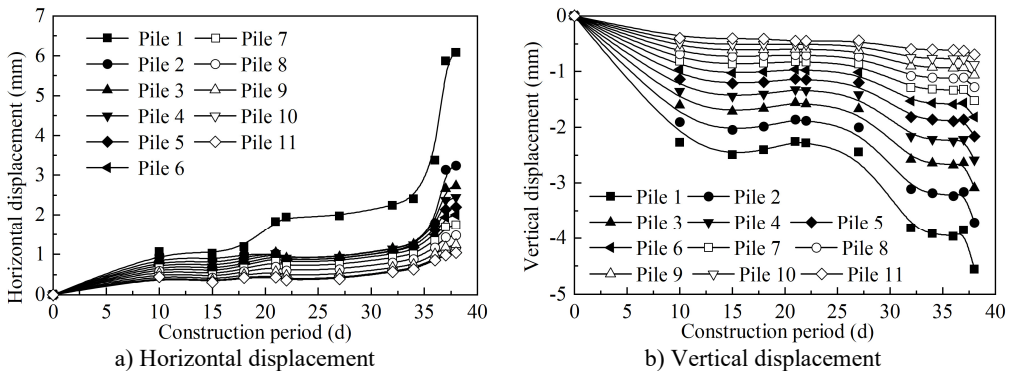 Horizontal displacement (mm)
7
6
5
4
3
2
1
0
Pile 1 Pile 7
Pile 2 Pile 8
Pile 3 Pile 9
Pile 4 Pile 10
Pile 5 Pile 11
Pile 6
0 5 10 15 20 25 30 35 40
Construction period (d)
a) Horizontal displacement
Vertical displacement (mm)
0
-1
-2
-3
-4
-5
Pile 1 Pile 2
Pile 3 Pile 4 Pile 5
Pile 6 Pile 7 Pile 8
Pile 9 Pile 10 Pile 11
0 5 10 15 20 25 30 35 40
Construction period (d)
b) Vertical displacement